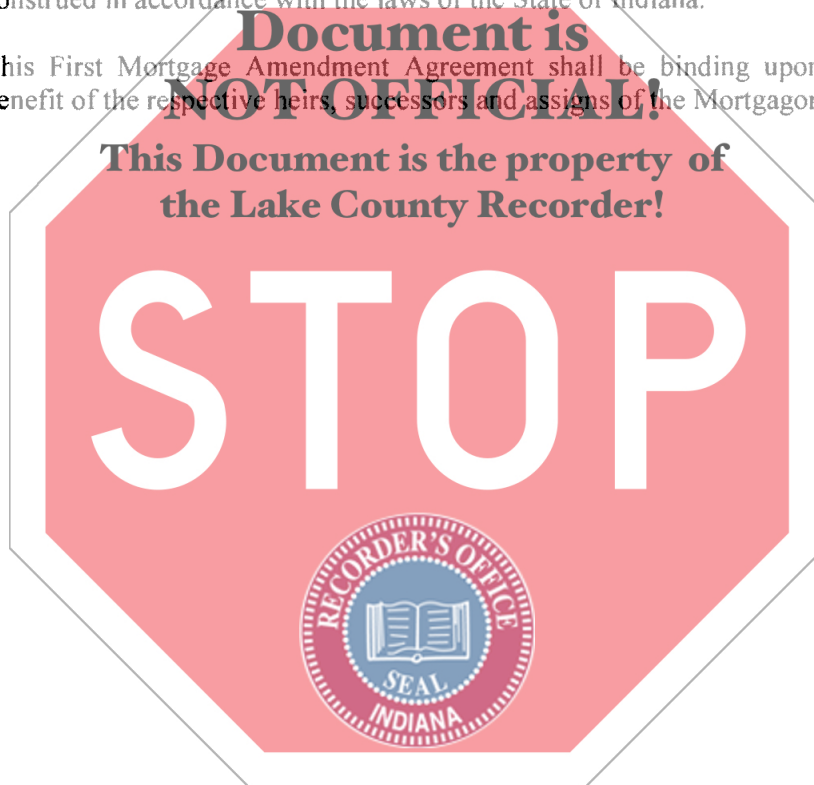 onstrued in accordance with the laws of the State of Indiana.
Document is
his First Mortgage Amendment Agreement shall be binding upon
NOT OFFICIAL!
enefit of the respective heirs, successors and assigns of the Mortgagor
This Document is the property of
the Lake County Recorder!
STOP
RECORDER'S OFFICE
SEAL
INDIANA